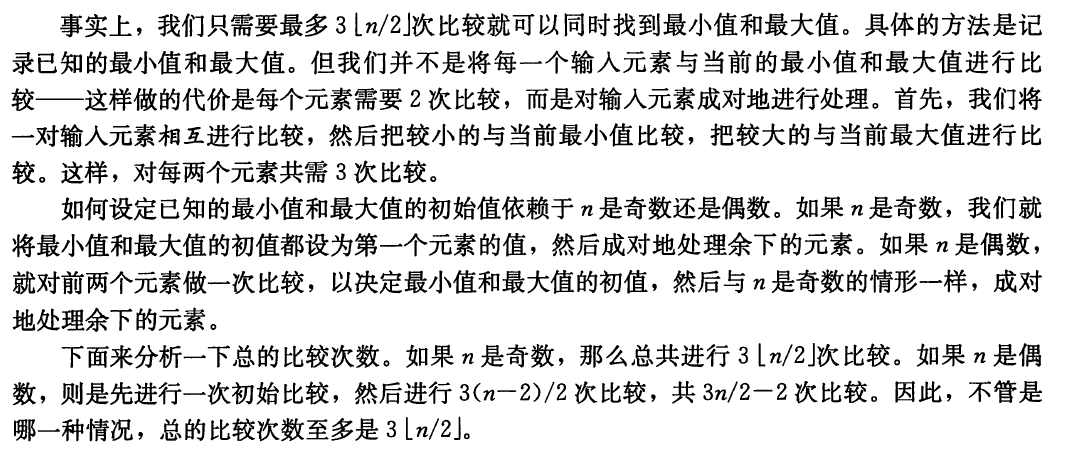 事实上，我们只需要最多 3⌊n/2⌋次比较就可以同时找到最小值和最大值。具体的方法是记
录已知的最小值和最大值。但我们并不是将每一个输入元素与当前的最小值和最大值进行比
较——这样做的代价是每个元素需要 2 次比较，而是对输入元素成对地进行处理。首先，我们将
一对输入元素相互进行比较，然后把较小的与当前最小值比较，把较大的与当前最大值进行比
较。这样，对每两个元素共需 3 次比较。
如何设定已知的最小值和最大值的初始值依赖于 n 是奇数还是偶数。如果 n 是奇数，我们就
将最小值和最大值的初值都设为第一个元素的值，然后成对地处理余下的元素。如果 n 是偶数，
就对前两个元素做一次比较，以决定最小值和最大值的初值，然后与 n 是奇数的情形一样，成对
地处理余下的元素。
下面来分析一下总的比较次数。如果 n 是奇数，那么总共进行 3⌊n/2⌋次比较。如果 n 是偶
数，则是先进行一次初始比较，然后进行 3(n−2)/2 次比较，共 3n/2−2 次比较。因此，不管是
哪一种情况，总的比较次数至多是 3⌊n/2⌋。